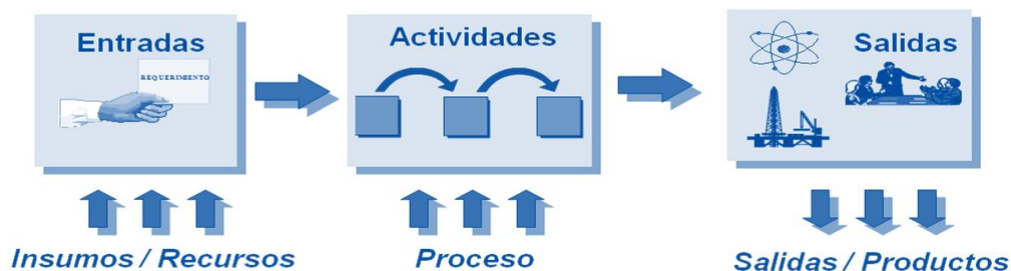 Entradas
REQUERIMIENTO
Actividades
Salidas
Insumos / Recursos
Proceso
Salidas / Productos